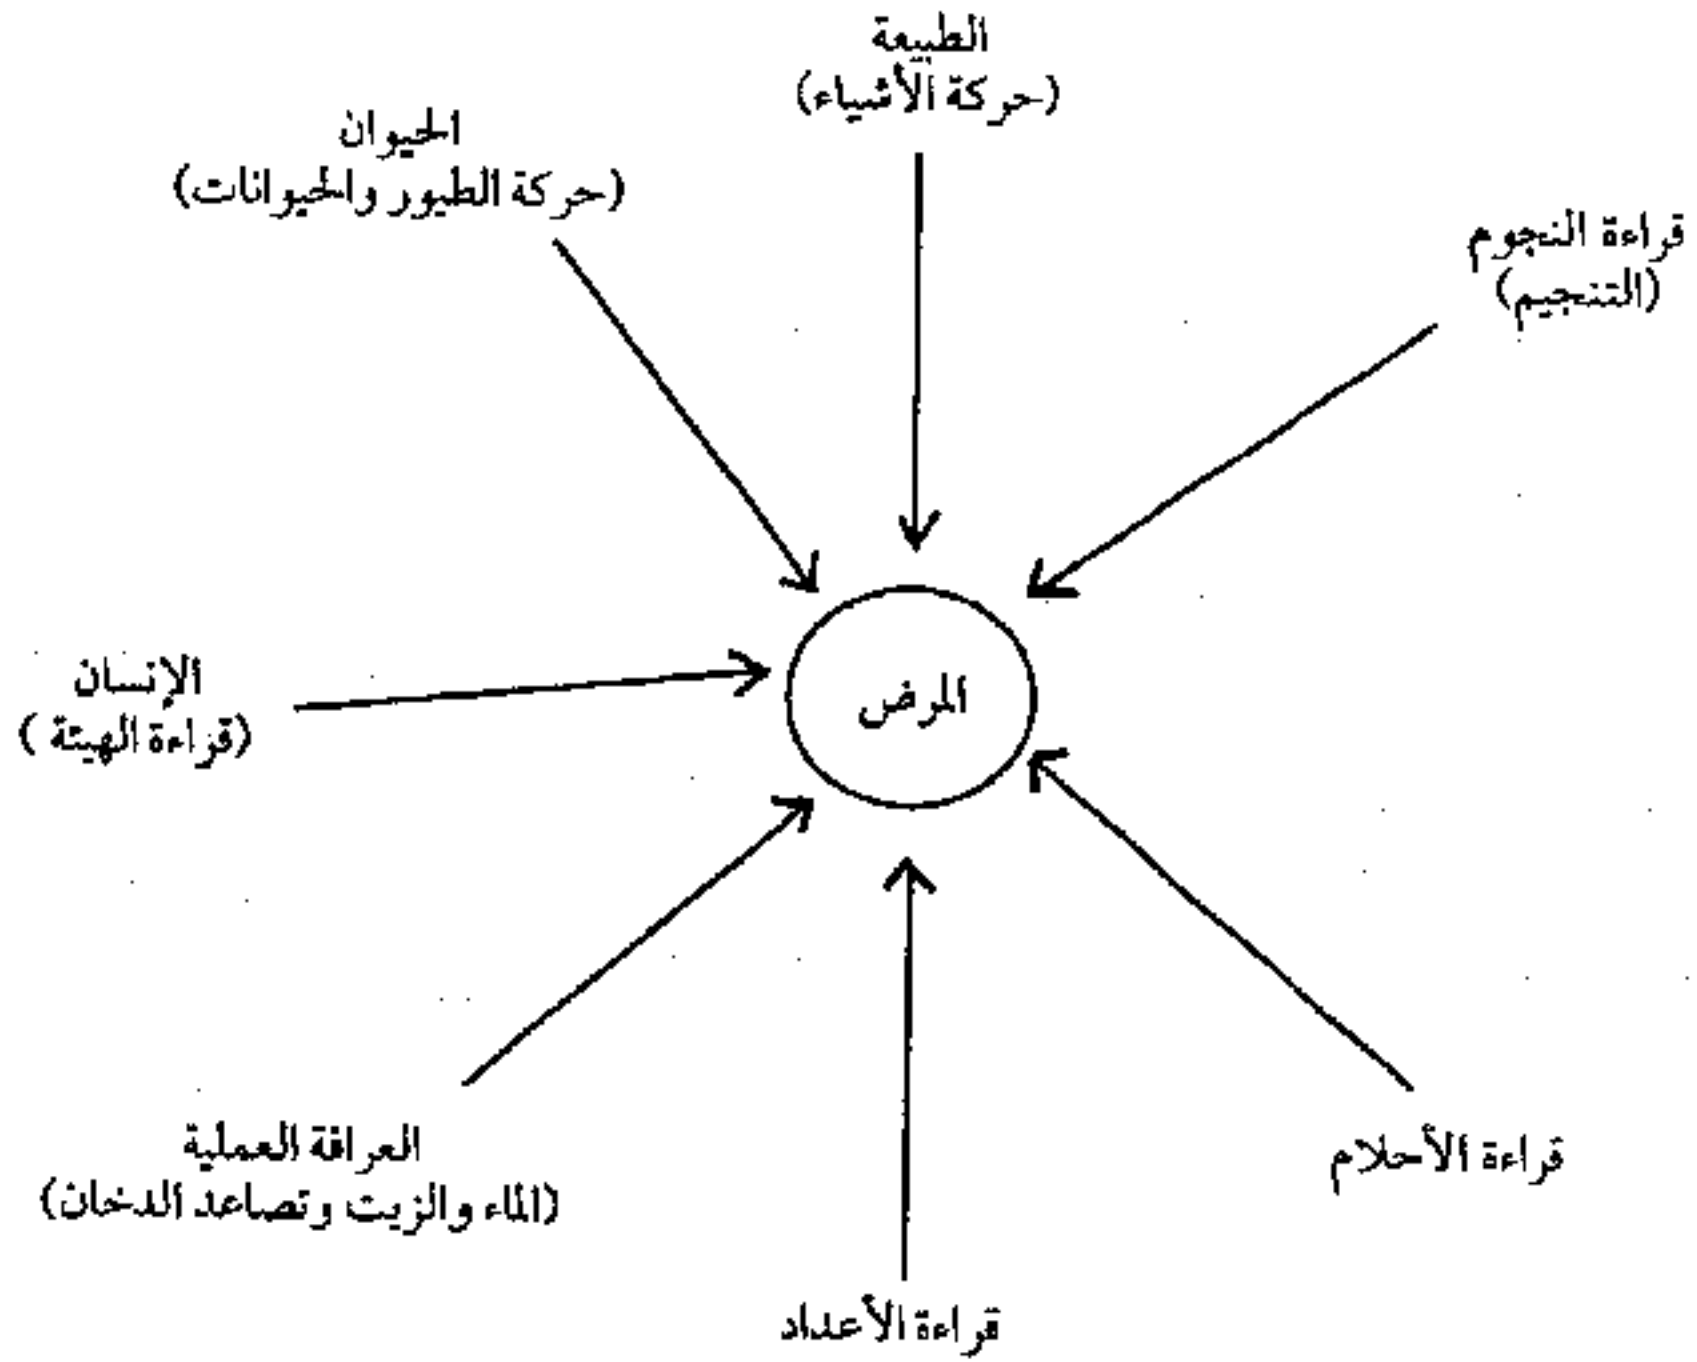 الطبيعة
(حركة الأشياء)
الحيوان
(حركة الطيور والحيوانات)
قراءة النجوم
(التنجيم)
الإنسان
(قراءة الهيئة )
المرض
العرافة العملية
(الماء والزيت وتصاعد الدخان)
قراءة الأحلام
قراءة الأعداد